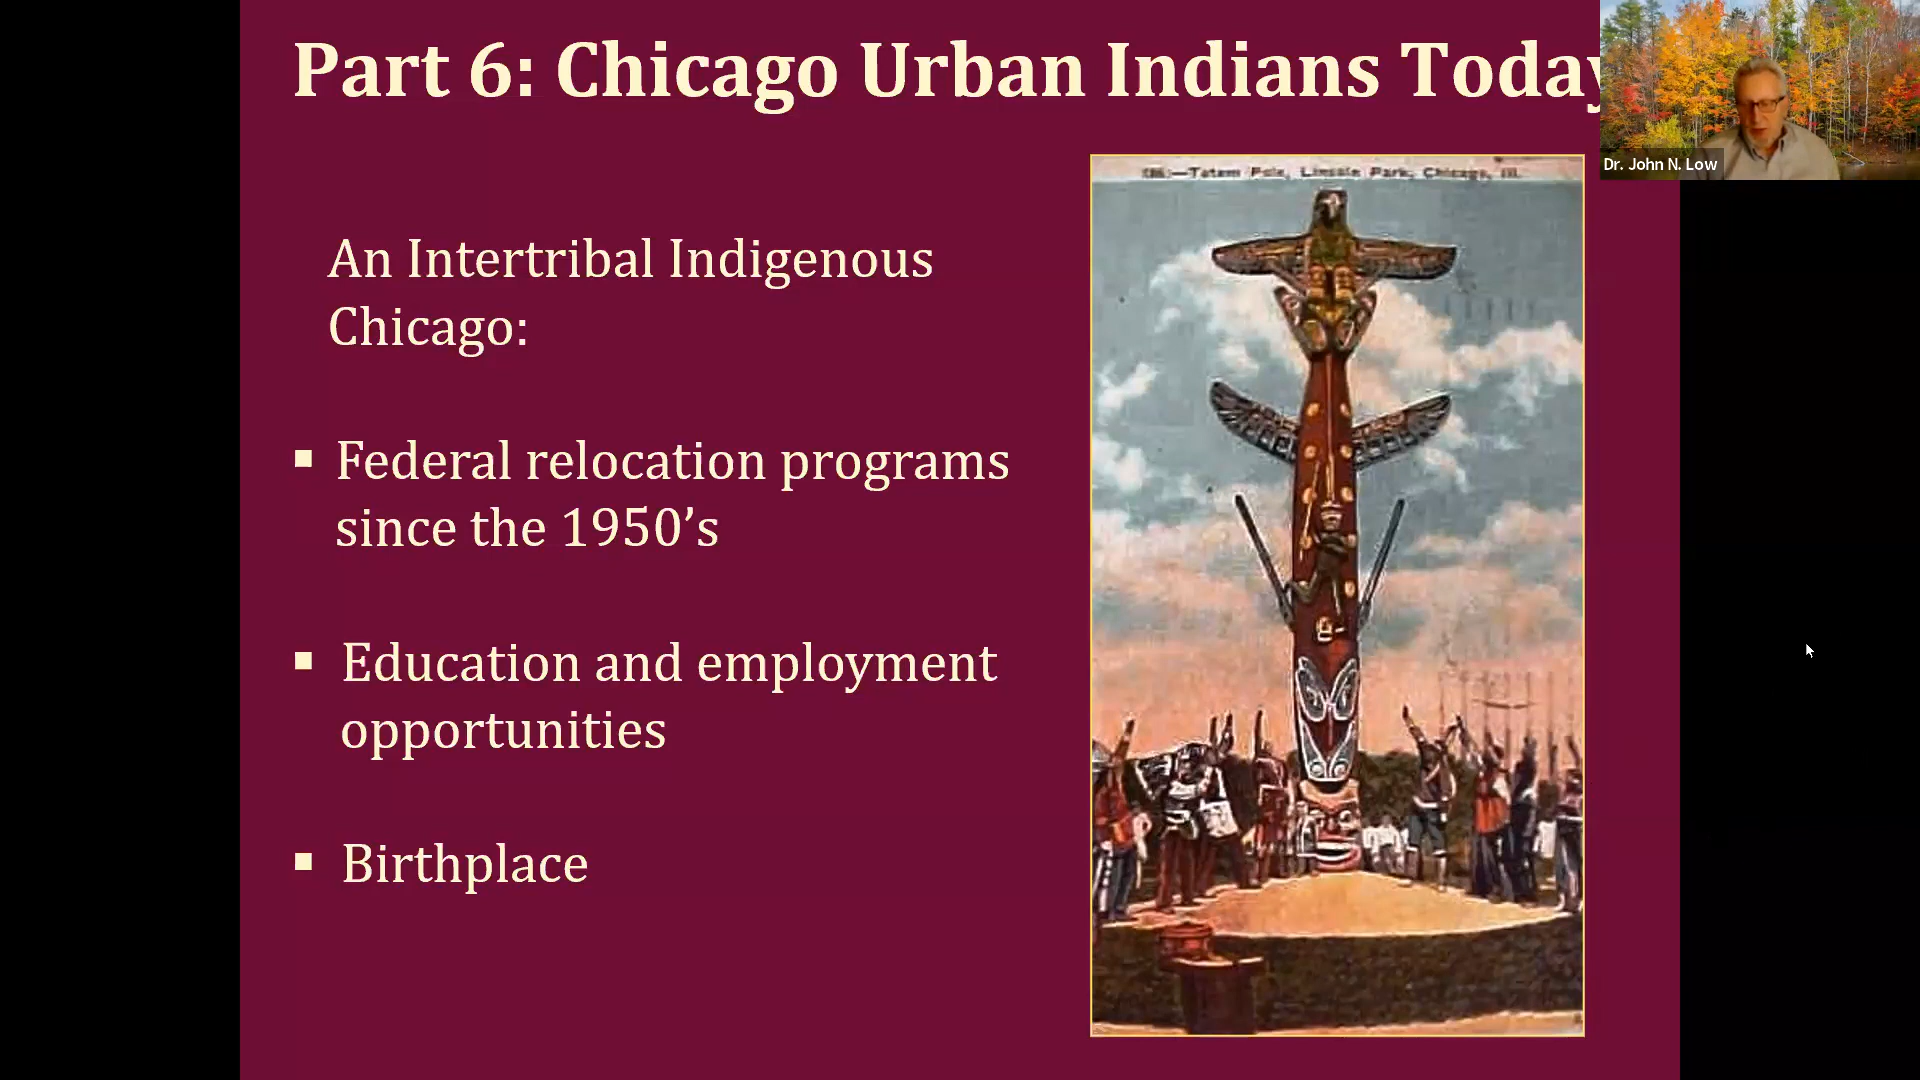 Part 6: Chicago Urban Indians Today
Dr. John N. Low
An Intertribal Indigenous
Chicago:
▪ Federal relocation programs
since the 1950’s
▪ Education and employment
opportunities
▪ Birthplace
Totem Pole, Lincoln Park, Chicago, Ill.